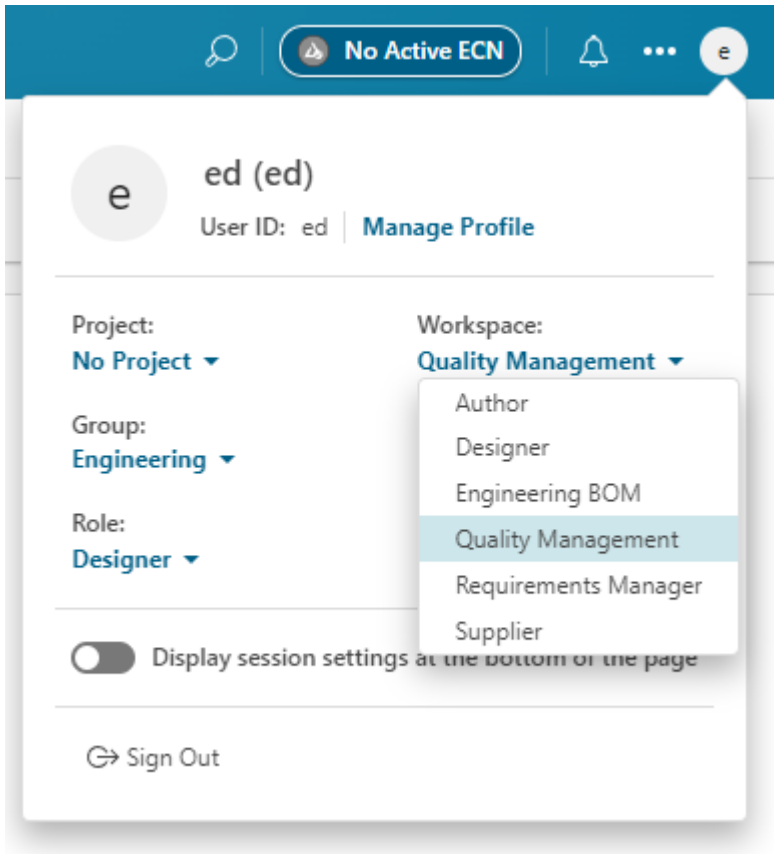 No Active ECN
e
e
ed (ed)
User ID: ed
Manage Profile
Project:
No Project
Workspace:
Quality Management
Author
Designer
Engineering BOM
Quality Management
Requirements Manager
Supplier
Group:
Engineering
Role:
Designer
Display session settings at the bottom of the page
Sign Out